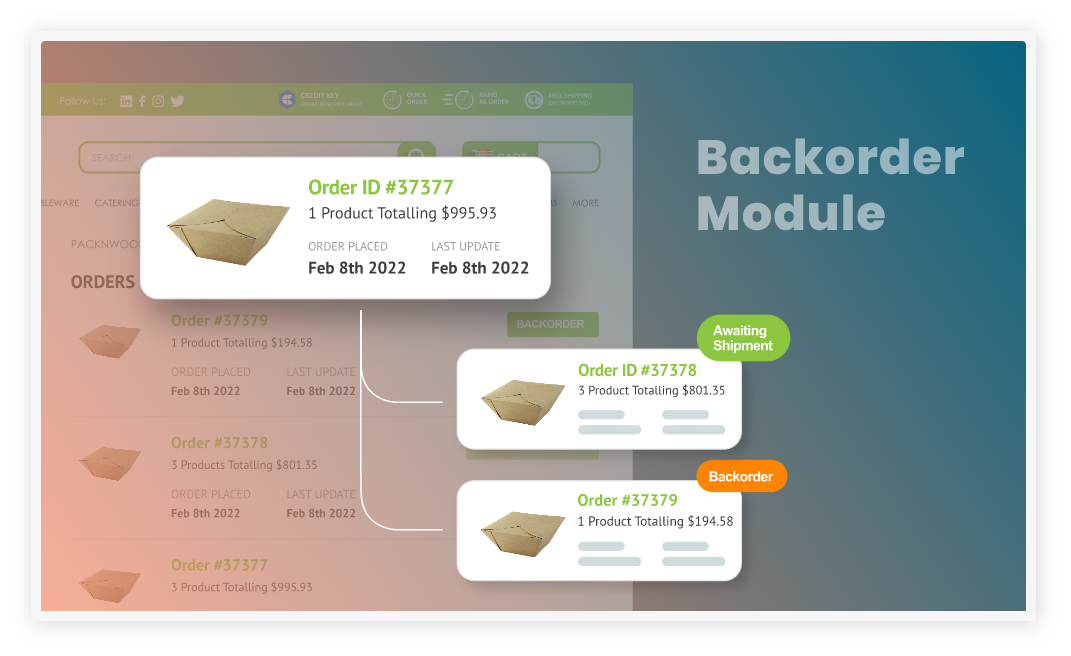 Follow Us:
CREDIT KEY
QUICK
ORDER
RAPID
RE ORDER
FREE SHIPPING
SEARCH
CART
BLEWARE
CATERING
MORE
PACKNWOO
ORDERS
Backorder
Module
Order ID #37377
1 Product Totalling $995.93
ORDER PLACED
LAST UPDATE
Feb 8th 2022
Feb 8th 2022
Order #37379
1 Product Totalling $194.58
ORDER PLACED
LAST UPDATE
Feb 8th 2022
Feb 8th 2022
BACKORDER
Awaiting
Shipment
Order ID #37378
3 Product Totalling $801.35
Order #37378
3 Products Totalling $801.35
ORDER PLACED
LAST UPDATE
Feb 8th 2022
Feb 8th 2022
Backorder
Order #37379
1 Product Totalling $194.58
Order #37377
3 Product Totalling $995.93